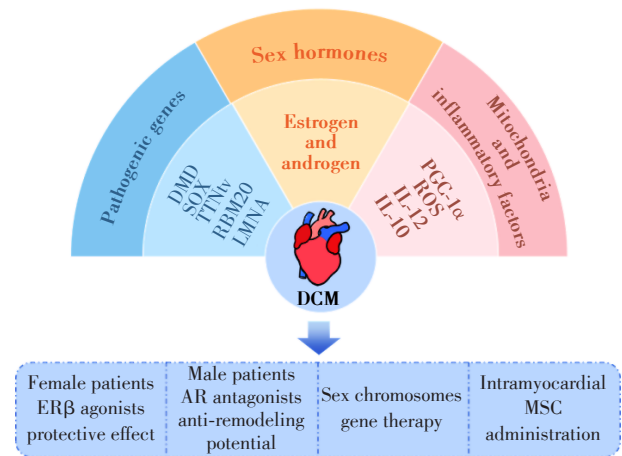 Sex hormones
Pathogenic genes
Mitochondria
and
inflammatory factors
DMD
SOX
TTNtv
RBM20
LMNA
Estrogen
and
androgen
PGC-1α
ROS
IL-12
IL-10
DCM
Female patients
ERβ agonists
protective effect
Male patients
AR antagonists
anti-remodeling
potential
Sex chromosomes
gene therapy
Intramyocardial
MSC
administration